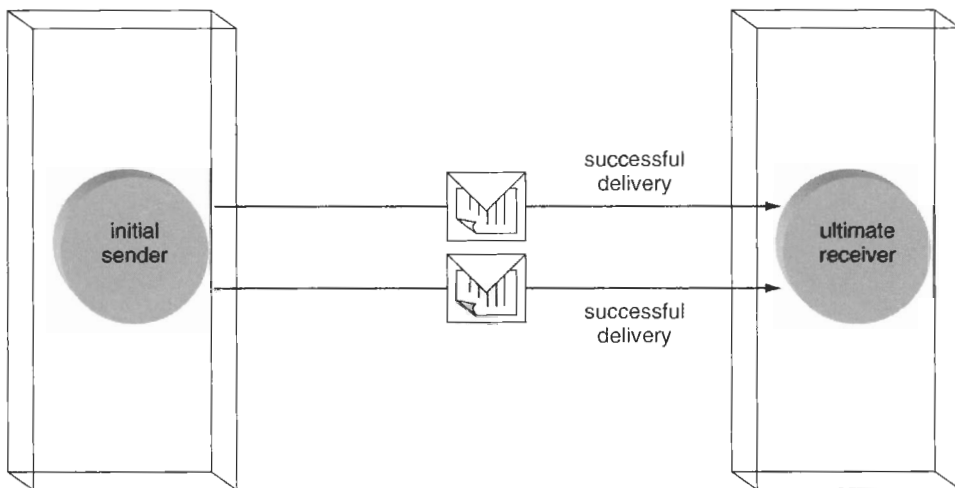 successful
delivery
initial
sender
ultimate
receiver
successful
delivery